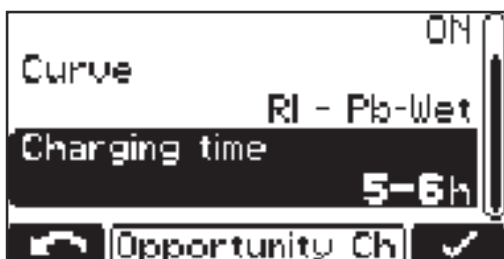 ON
Curve
RI - Pb-Wet
Charging time
5-6h
Opportunity Ch